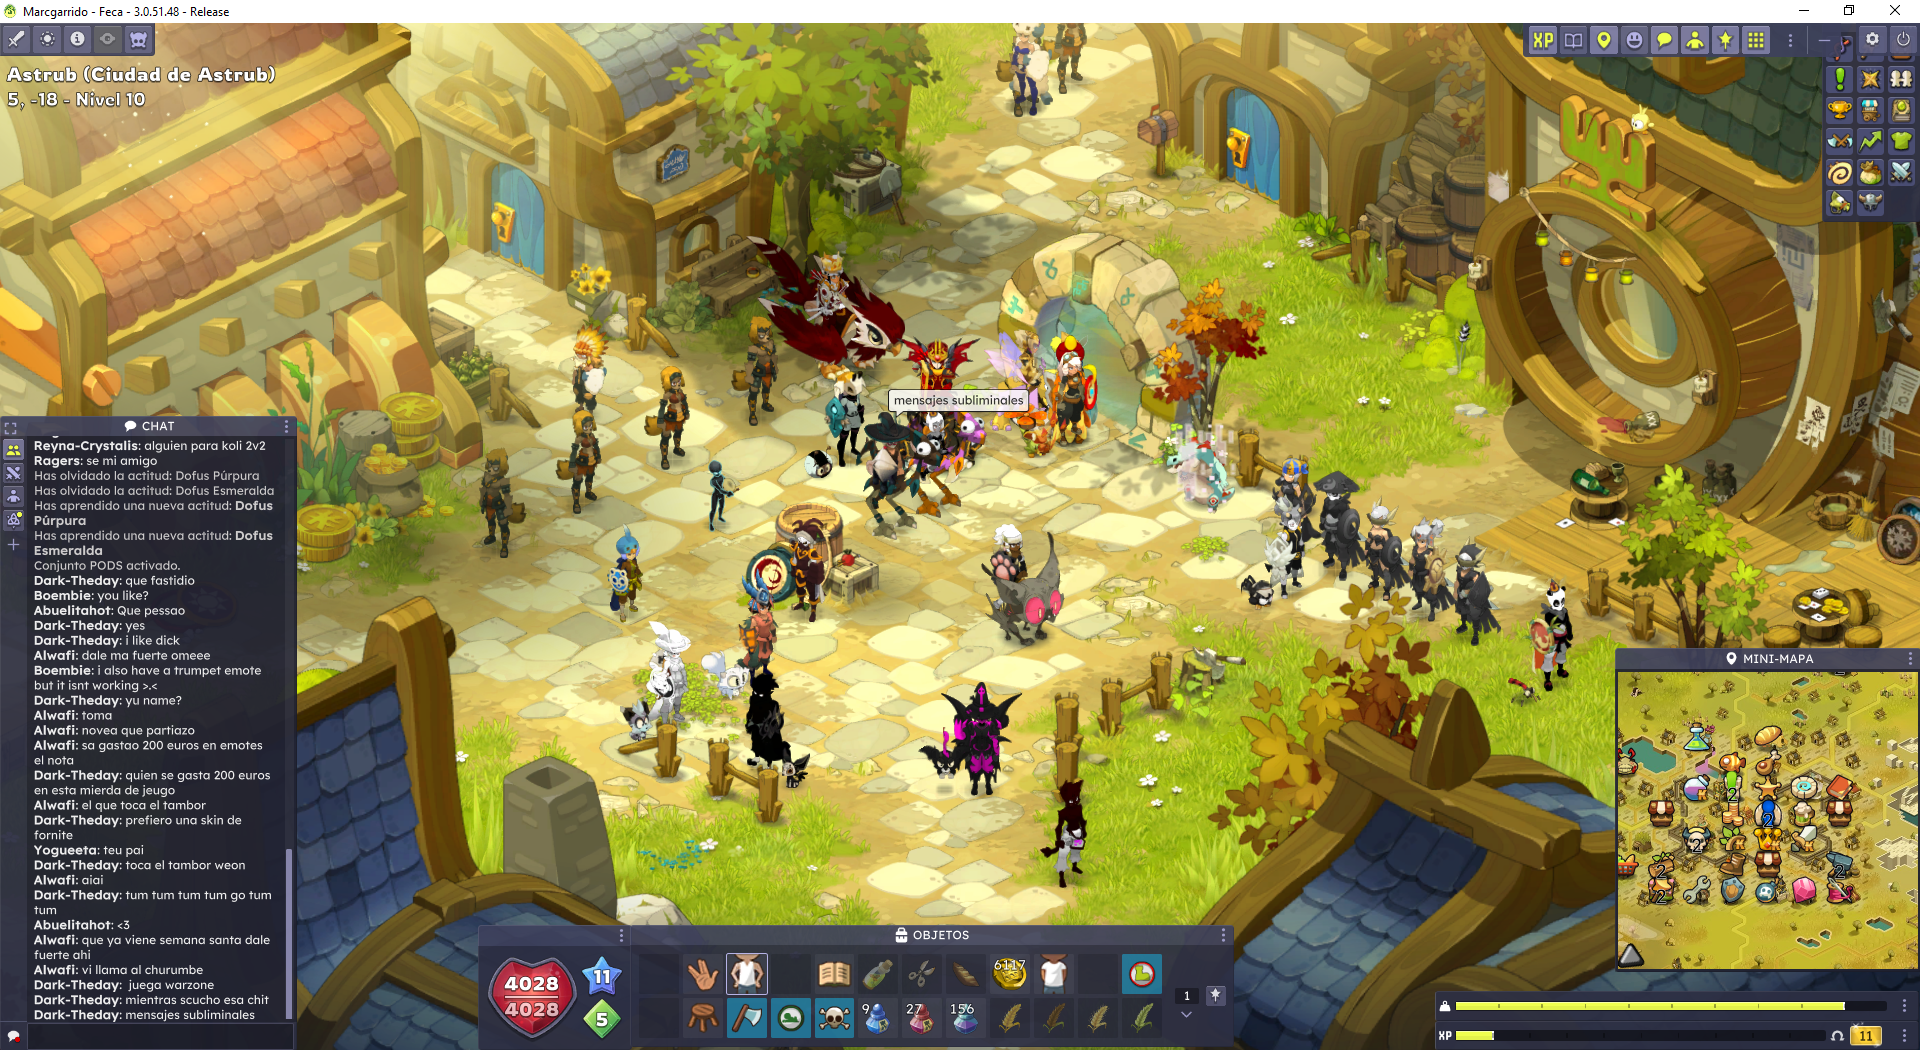 Marcgarrido - Feca - 3.0.51.48 - Release
XP
Astrub (Ciudad de Astrub)
5, -18 - Nivel 10
mensajes subliminales
CHAT
Reyna-Crystalis: alguien para koli 2v2
Ragers: se mi amigo
Has olvidado la actitud: Dofus Púrpura
Has olvidado la actitud: Dofus Esmeralda
Has aprendido una nueva actitud: Dofus
Púrpura
Has aprendido una nueva actitud: Dofus
Esmeralda
Conjunto PODS activado.
Dark-Theday: que fastidio
Boembie: you like?
Abuelitahot: Que pessao
Dark-Theday: yes
Dark-Theday: i like dick
Alwafi: dale ma fuerte omeee
Boembie: i also have a trumpet emote
but it isnt working >.<
Dark-Theday: yu name?
Alwafi: toma
Alwafi: novea que partiazo
Alwafi: sa gastao 200 euros en emotes
el nota
Dark-Theday: quien se gasta 200 euros
en esta mierda de jeugo
Alwafi: el que toca el tambor
Dark-Theday: prefiero una skin de
fornite
Yogueeta: teu pai
Dark-Theday: toca el tambor weon
Alwafi: aiai
Dark-Theday: tum tum tum tum go tum
tum
Abuelitahot: <3
Alwafi: que ya viene semana santa dale
fuerte ahi
Alwafi: vi llama al churumbe
Dark-Theday: juega warzone
Dark-Theday: mientras scucho esa chit
Dark-Theday: mensajes subliminales
MINI-MAPA
2
2
2
2
2
2
OBJETOS
4028
4028
11
5
6117
9
27
156
1
XP
11